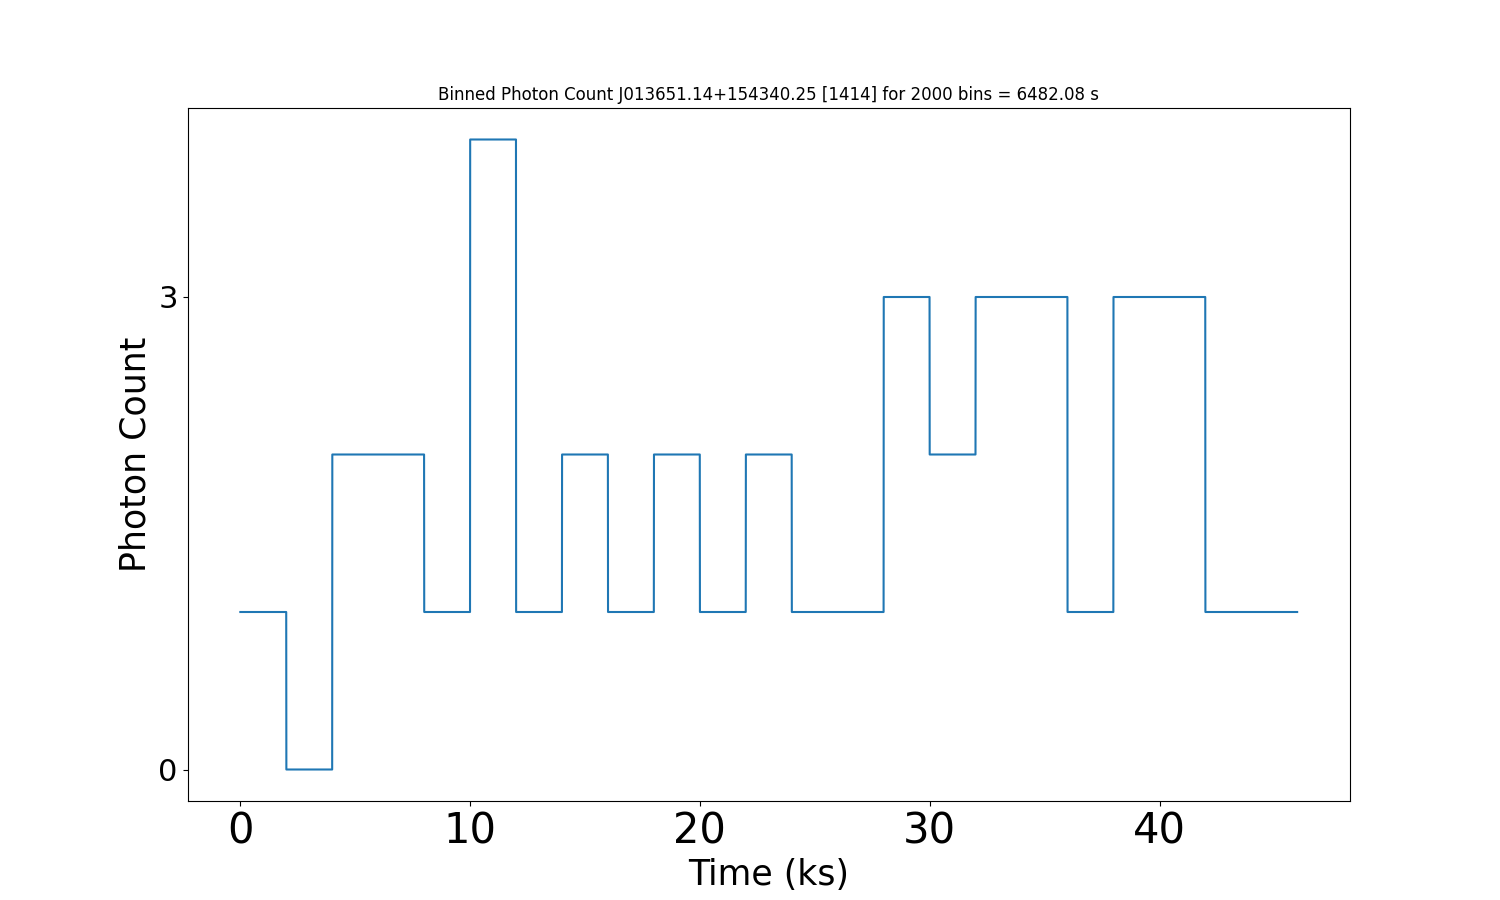 Binned Photon Count J013651.14+154340.25 [1414] for 2000 bins = 6482.08 s
3
Photon Count
0
0 10 20 30 40
Time (ks)